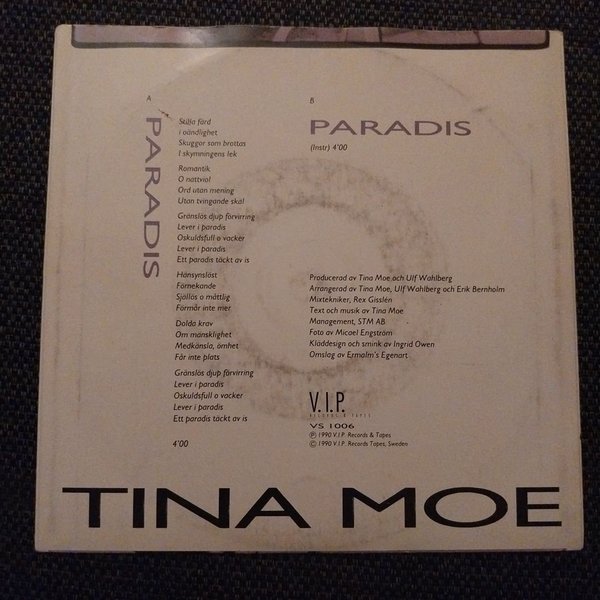 A
PARADIS
Stilla färd
i oändlighet
Skuggor som brottas
I skymningens lek
Romantik
O nattviol
Ord utan mening
Utan tvingande skäl
Gränslös djup förvirring
Lever i paradis
Oskuldsfull o vacker
Lever i paradis
Ett paradis täckt av is
Hänsynslöst
Förnekande
Själlös o mättlig
Förmår inte mer
Dolda krav
Om mänsklighet
Medkänsla, ömhet
Får inte plats
Gränslös djup förvirring
Lever i paradis
Oskuldsfull o vacker
Lever i paradis
Ett paradis täckt av is
4'00
B
PARADIS
(Instr) 4'00
Producerad av Tina Moe och Ulf Wahlberg
Arrangerad av Tina Moe, Ulf Wahlberg och Erik Bernholm
Mixtekniker, Rex Gisslén
Text och musik av Tina Moe
Management, STM AB
Foto av Micael Engström
Kläddesign och smink av Ingrid Owen
Omslag av Ermalm's Egenart
V.I.P.
RECORDS & TAPES
VS 1006
℗ 1990 V.I.P. Records & Tapes
© 1990 V.I.P. Records Tapes, Sweden
TINA MOE